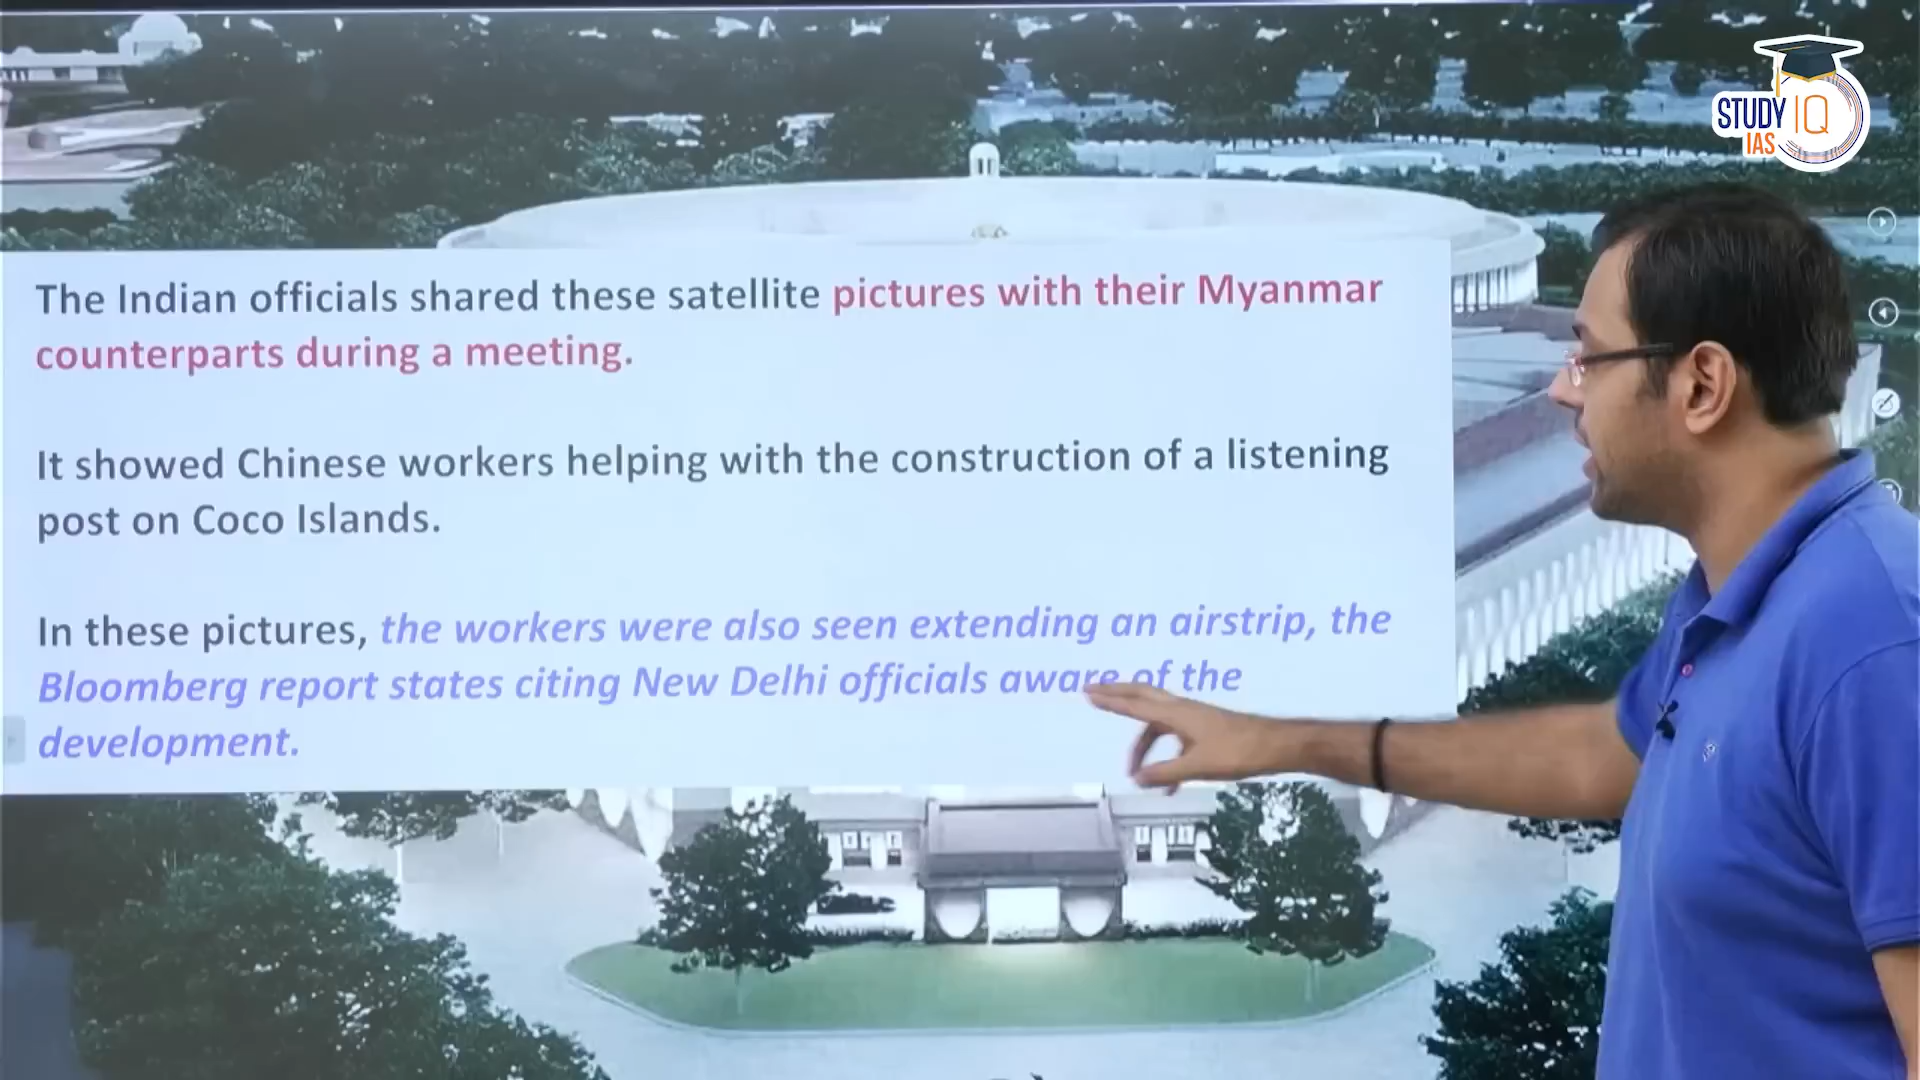 STUDY IQ
IAS
The Indian officials shared these satellite pictures with their Myanmar
counterparts during a meeting.
It showed Chinese workers helping with the construction of a listening
post on Coco Islands.
In these pictures, the workers were also seen extending an airstrip, the
Bloomberg report states citing New Delhi officials aware of the
development.